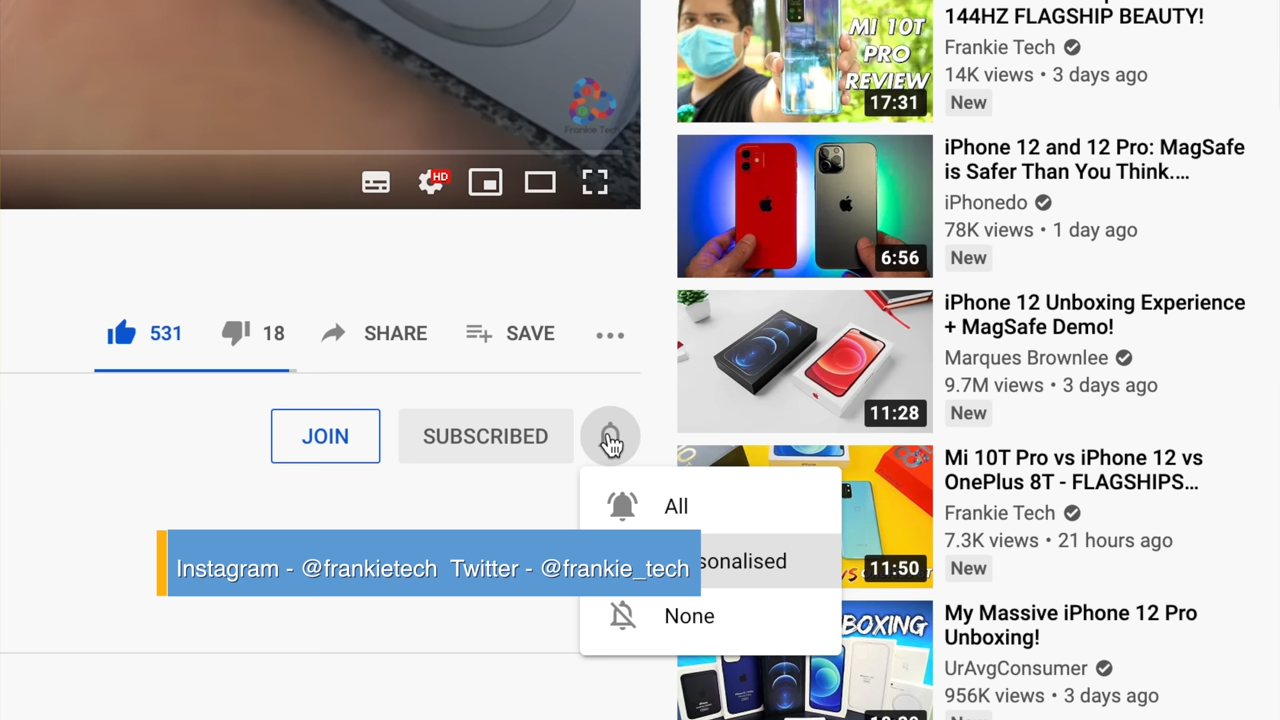 Frankie Tech
HD
531
18
SHARE
SAVE
JOIN
SUBSCRIBED
All
sonalised
None
Instagram - @frankietech Twitter - @frankie_tech
MI 10T
PRO
REVIEW
17:31
144HZ FLAGSHIP BEAUTY!
Frankie Tech
14K views • 3 days ago
New
6:56
iPhone 12 and 12 Pro: MagSafe
is Safer Than You Think....
iPhonedo
78K views • 1 day ago
New
11:28
iPhone 12 Unboxing Experience
+ MagSafe Demo!
Marques Brownlee
9.7M views • 3 days ago
New
11:50
Mi 10T Pro vs iPhone 12 vs
OnePlus 8T - FLAGSHIPS...
Frankie Tech
7.3K views • 21 hours ago
New
BOXING
My Massive iPhone 12 Pro
Unboxing!
UrAvgConsumer
956K views • 3 days ago